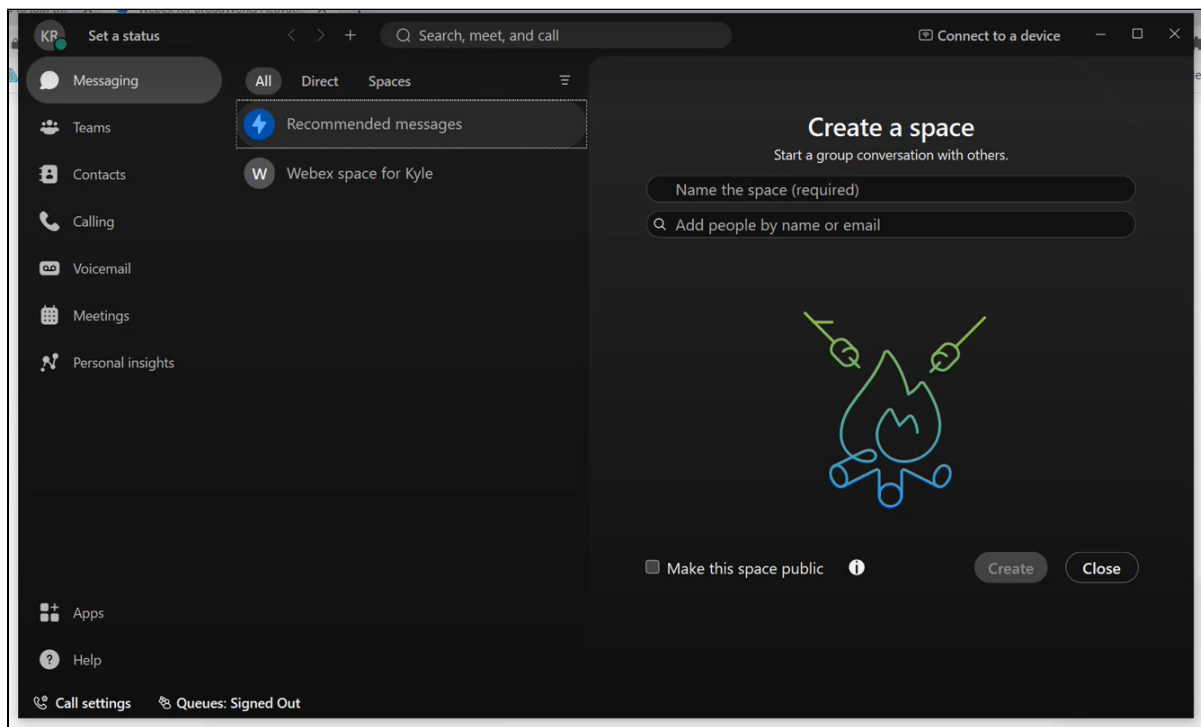 KR
Set a status
Search, meet, and call
Connect to a device
Messaging
Teams
Contacts
Calling
Voicemail
Meetings
Personal insights
Apps
Help
Call settings
Queues: Signed Out
All Direct Spaces
Recommended messages
W Webex space for Kyle
Create a space
Start a group conversation with others.
Name the space (required)
Add people by name or email
Make this space public
Create
Close